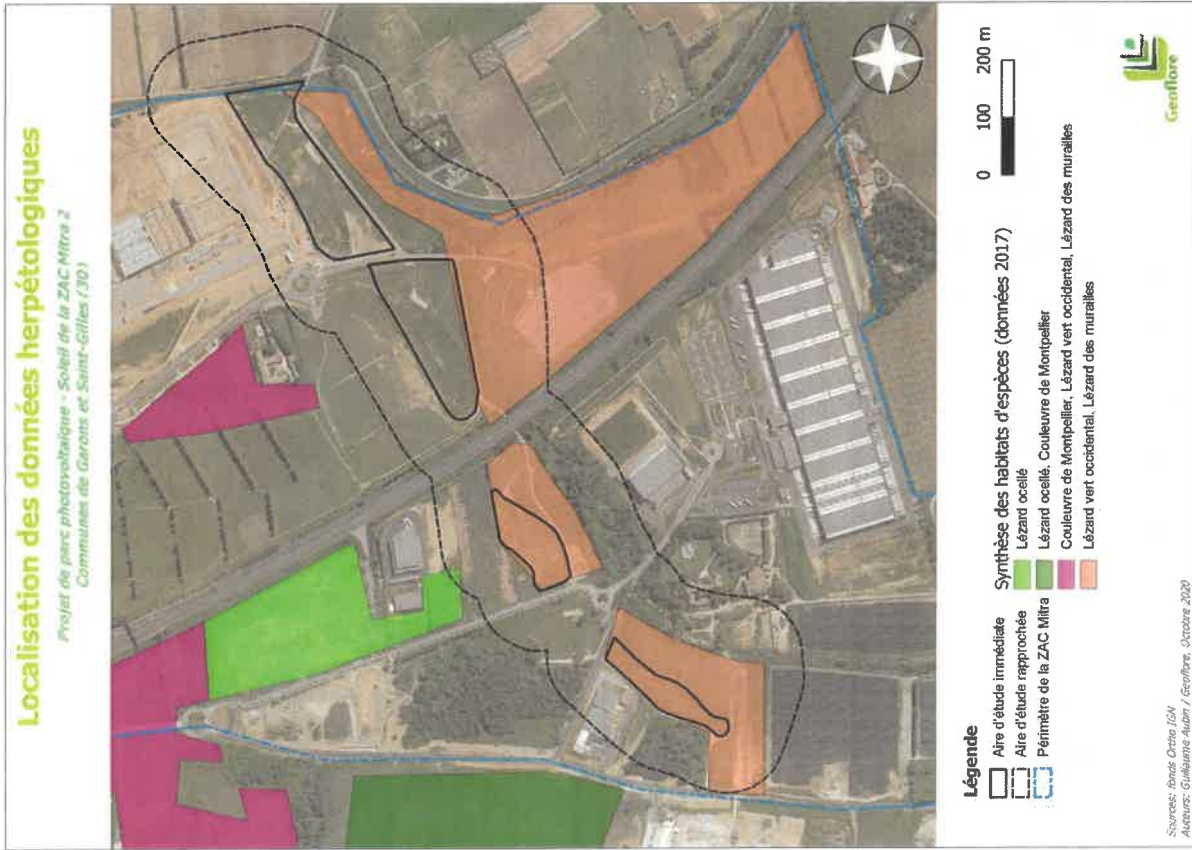 Localisation des données herpétologiques
Projet de parc photovoltaïque - Soleil de la ZAC Mitra 2
Communes de Garons et Saint-Gilles (30)
Légende
Aire d'étude immédiate
Aire d'étude rapprochée
Périmètre de la ZAC Mitra
Synthèse des habitats d'espèces (données 2017)
Lézard ocellé
Lézard ocellé, Couleuvre de Montpellier
Couleuvre de Montpellier, Lézard vert occidental, Lézard des murailles
Lézard vert occidental, Lézard des murailles
0 100 200 m
Geoflore
Sources: fonds Ortho IGN
Auteurs: Guillaume Aubin / Geoflore, Octobre 2020